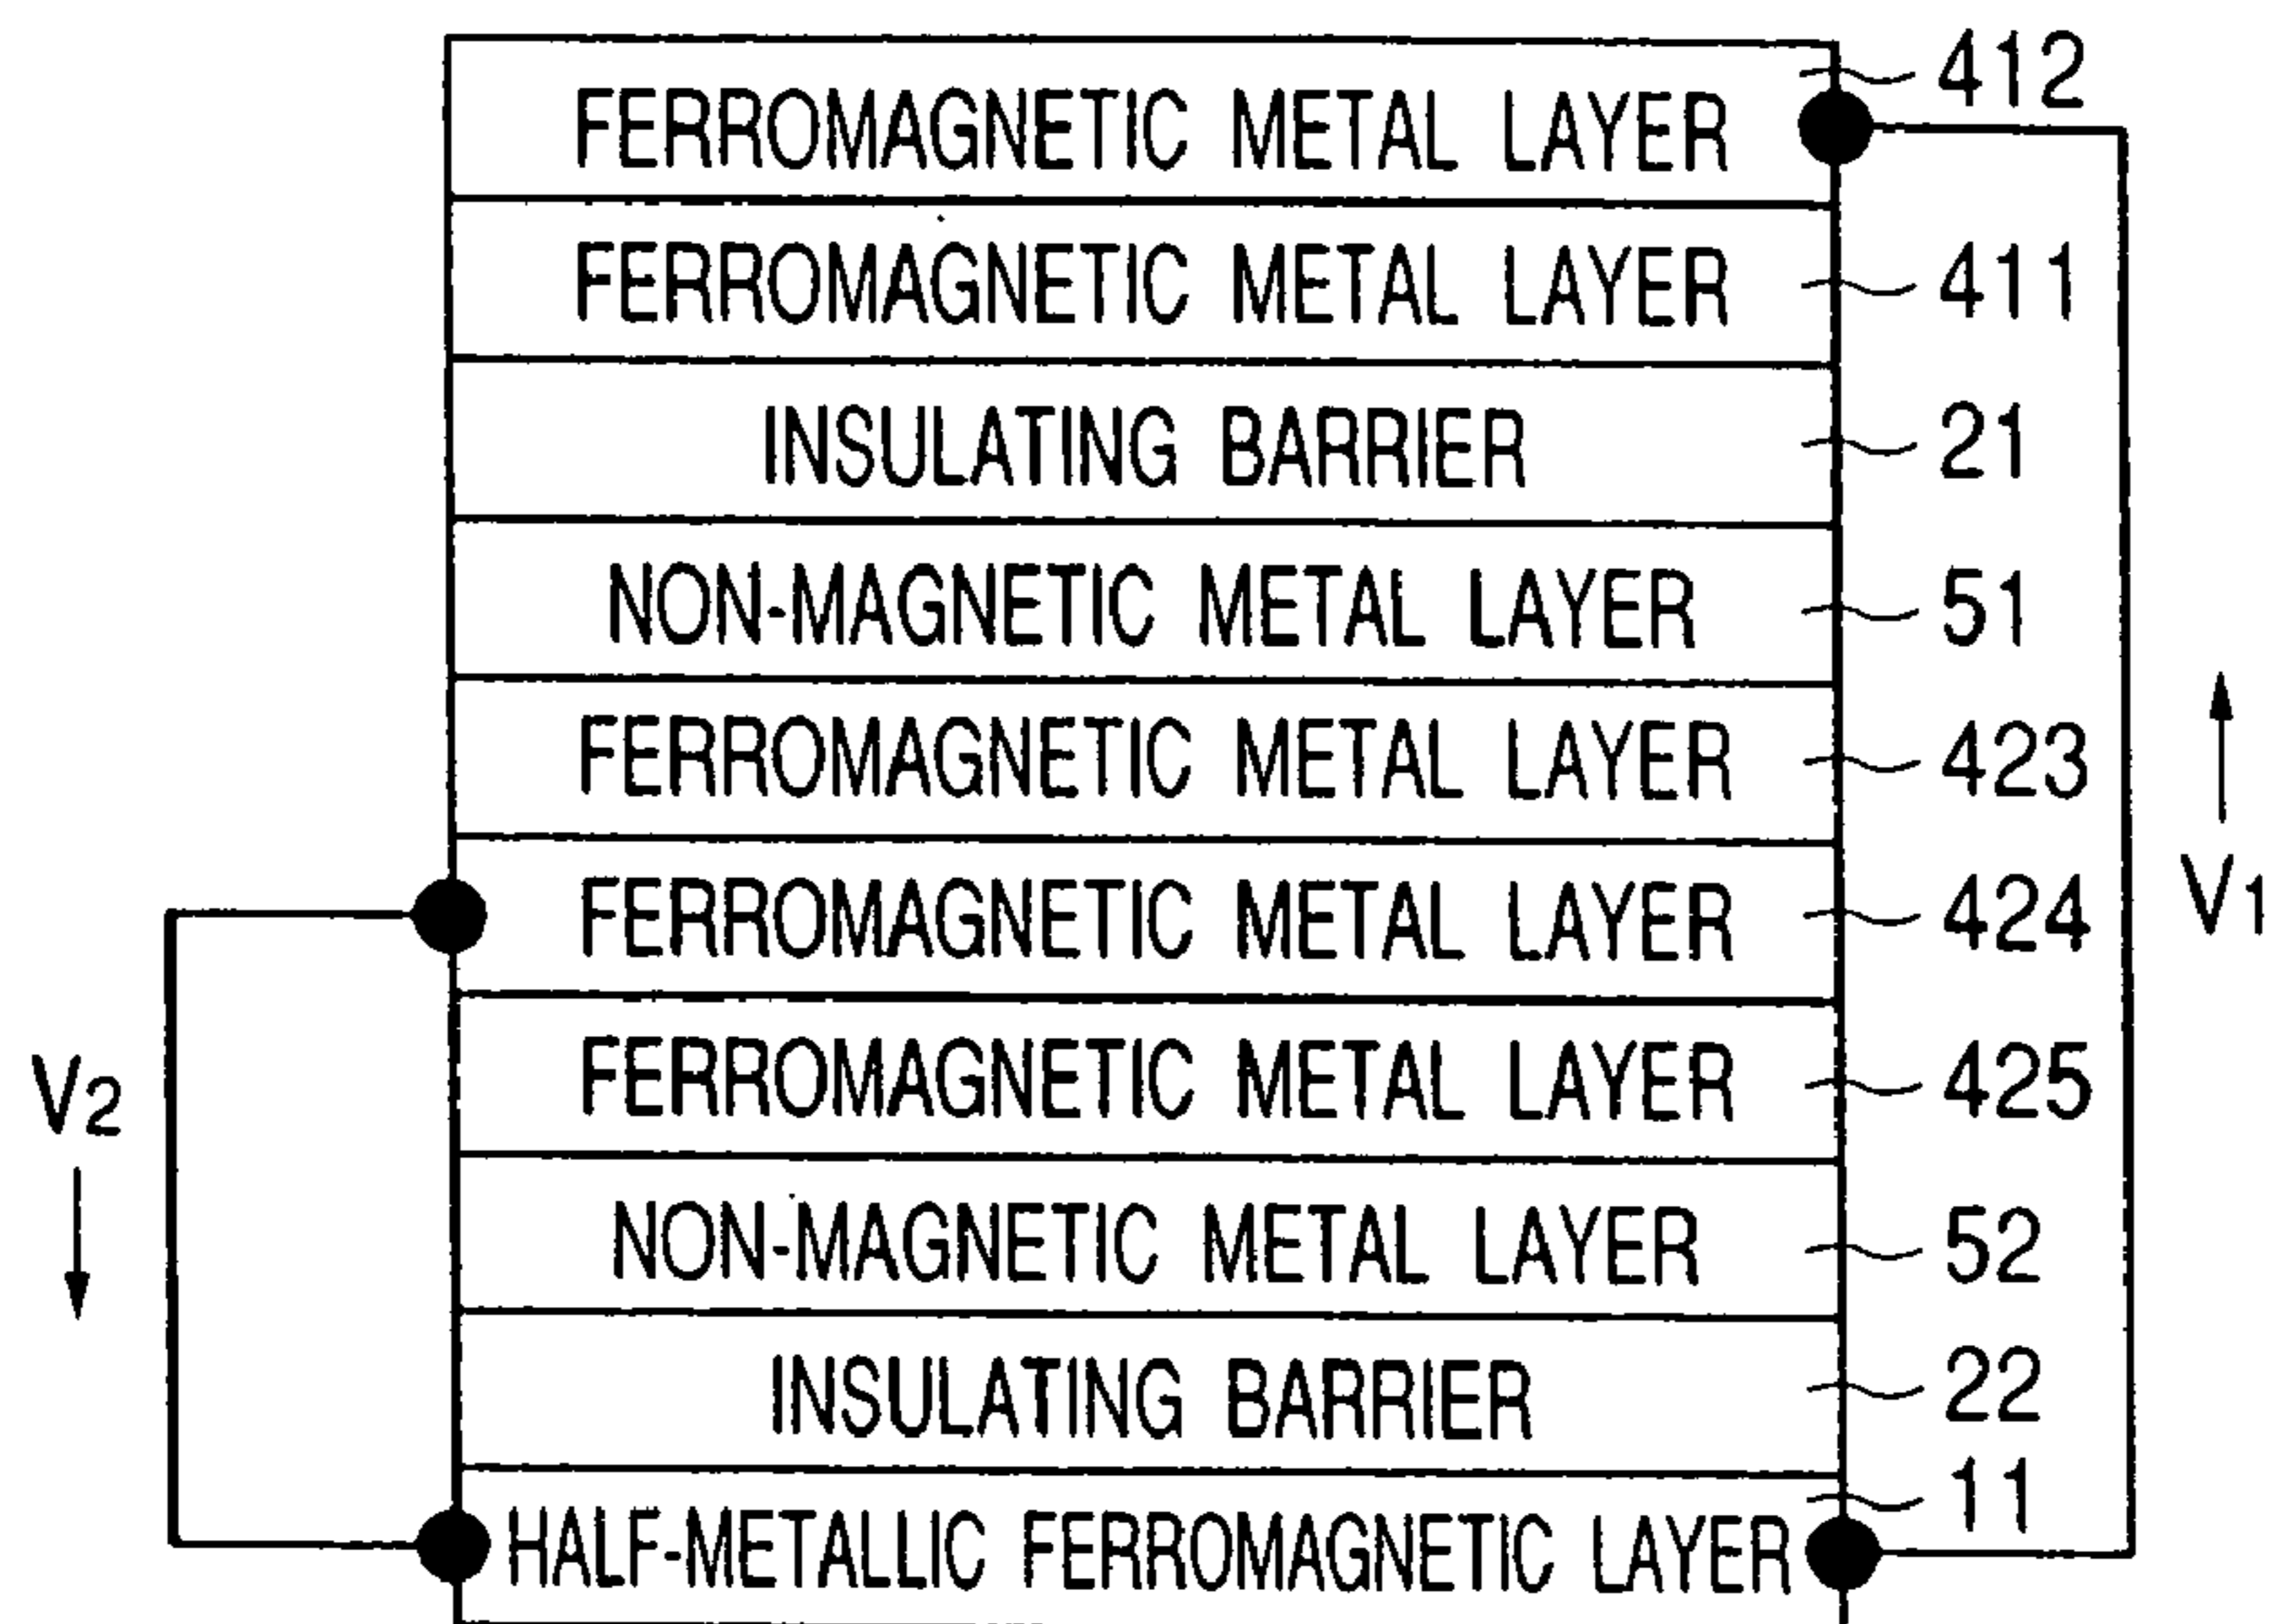 412
FERROMAGNETIC METAL LAYER
FERROMAGNETIC METAL LAYER 411
INSULATING BARRIER 21
NON-MAGNETIC METAL LAYER 51
FERROMAGNETIC METAL LAYER 423
FERROMAGNETIC METAL LAYER 424
V1
FERROMAGNETIC METAL LAYER 425
V2
NON-MAGNETIC METAL LAYER 52
INSULATING BARRIER 22
11
HALF-METALLIC FERROMAGNETIC LAYER